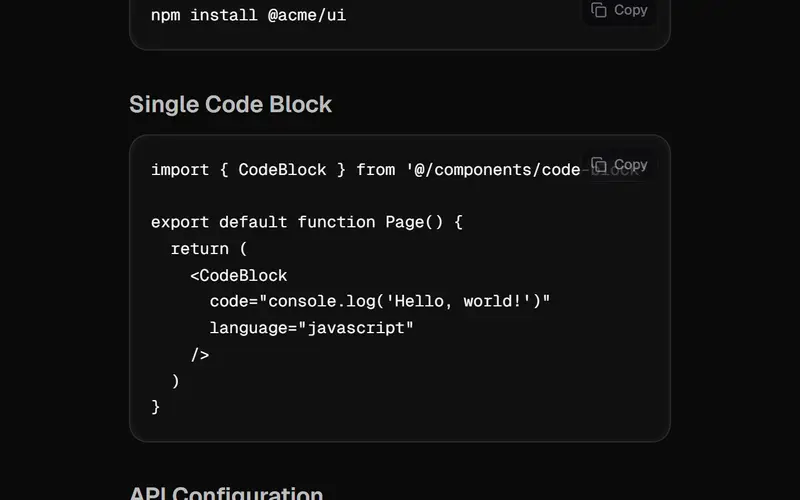 npm install @acme/ui
Copy
Single Code Block
Copy
import { CodeBlock } from '@/components/code-block'

export default function Page() {
  return (
    <CodeBlock
      code="console.log('Hello, world!')"
      language="javascript"
    />
  )
}
API Configuration